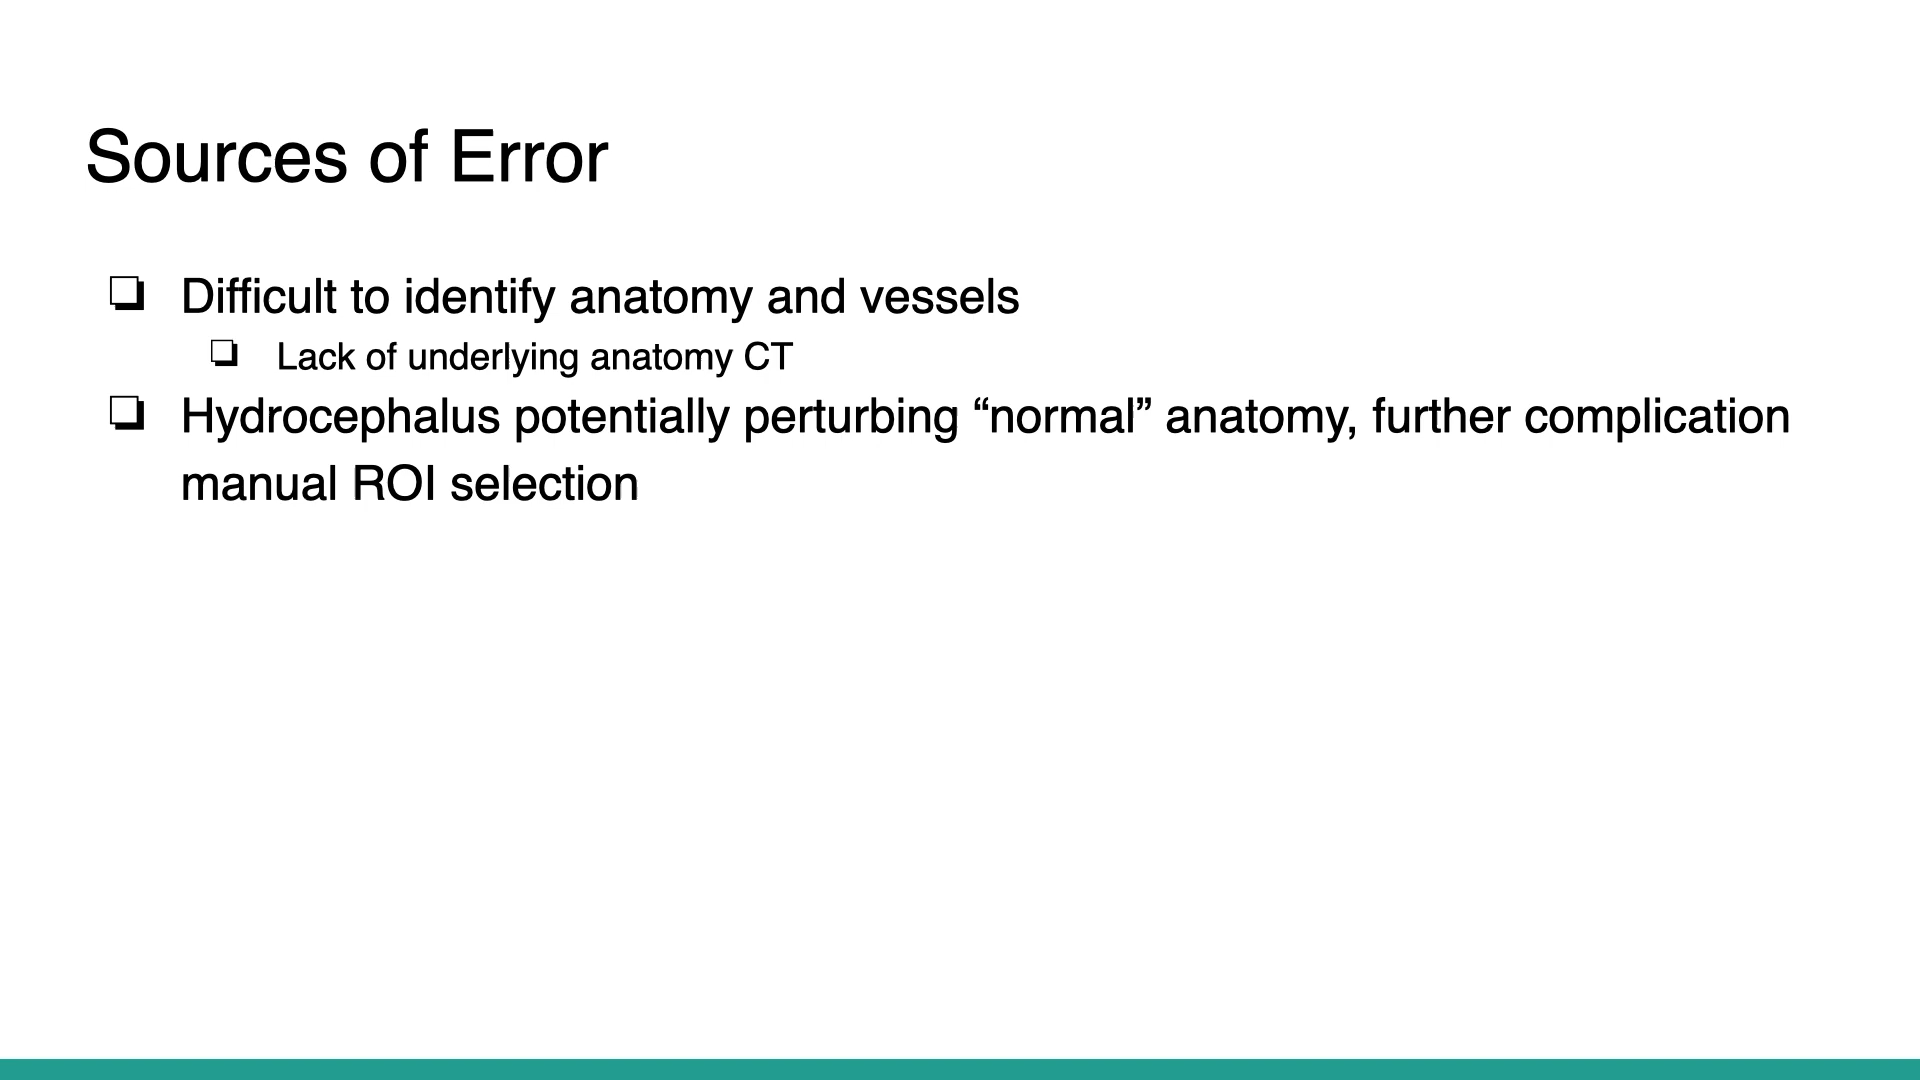 Sources of Error
❏ Difficult to identify anatomy and vessels
❏ Lack of underlying anatomy CT
❏ Hydrocephalus potentially perturbing “normal” anatomy, further complication
manual ROI selection